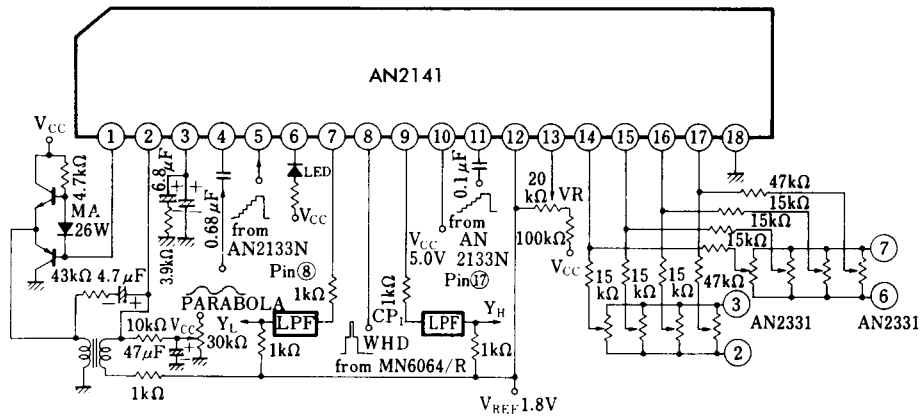 AN2141
1 2 3 4 5 6 7 8 9 10 11 12 13 14 15 16 17 18
VCC
4.7kΩ
MA
26W
6.8μF
3.9kΩ
0.68μF
from
AN2133N
Pin⑧
LED
VCC
0.1μF
from
AN
2133N
Pin⑰
VCC
5.0V
20
kΩ
VR
100kΩ
VCC
47kΩ
15kΩ
15kΩ
15kΩ
7
6
AN2331
AN2331
15
kΩ
15
kΩ
15
kΩ
47kΩ
3
2
43kΩ
4.7μF
PARABOLA
1kΩ
1kΩ
10kΩ
VCC
47μF
30kΩ
YL
LPF
CP1
LPF
YH
1kΩ
WHD
1kΩ
from MN6064/R
1kΩ
VREF 1.8V